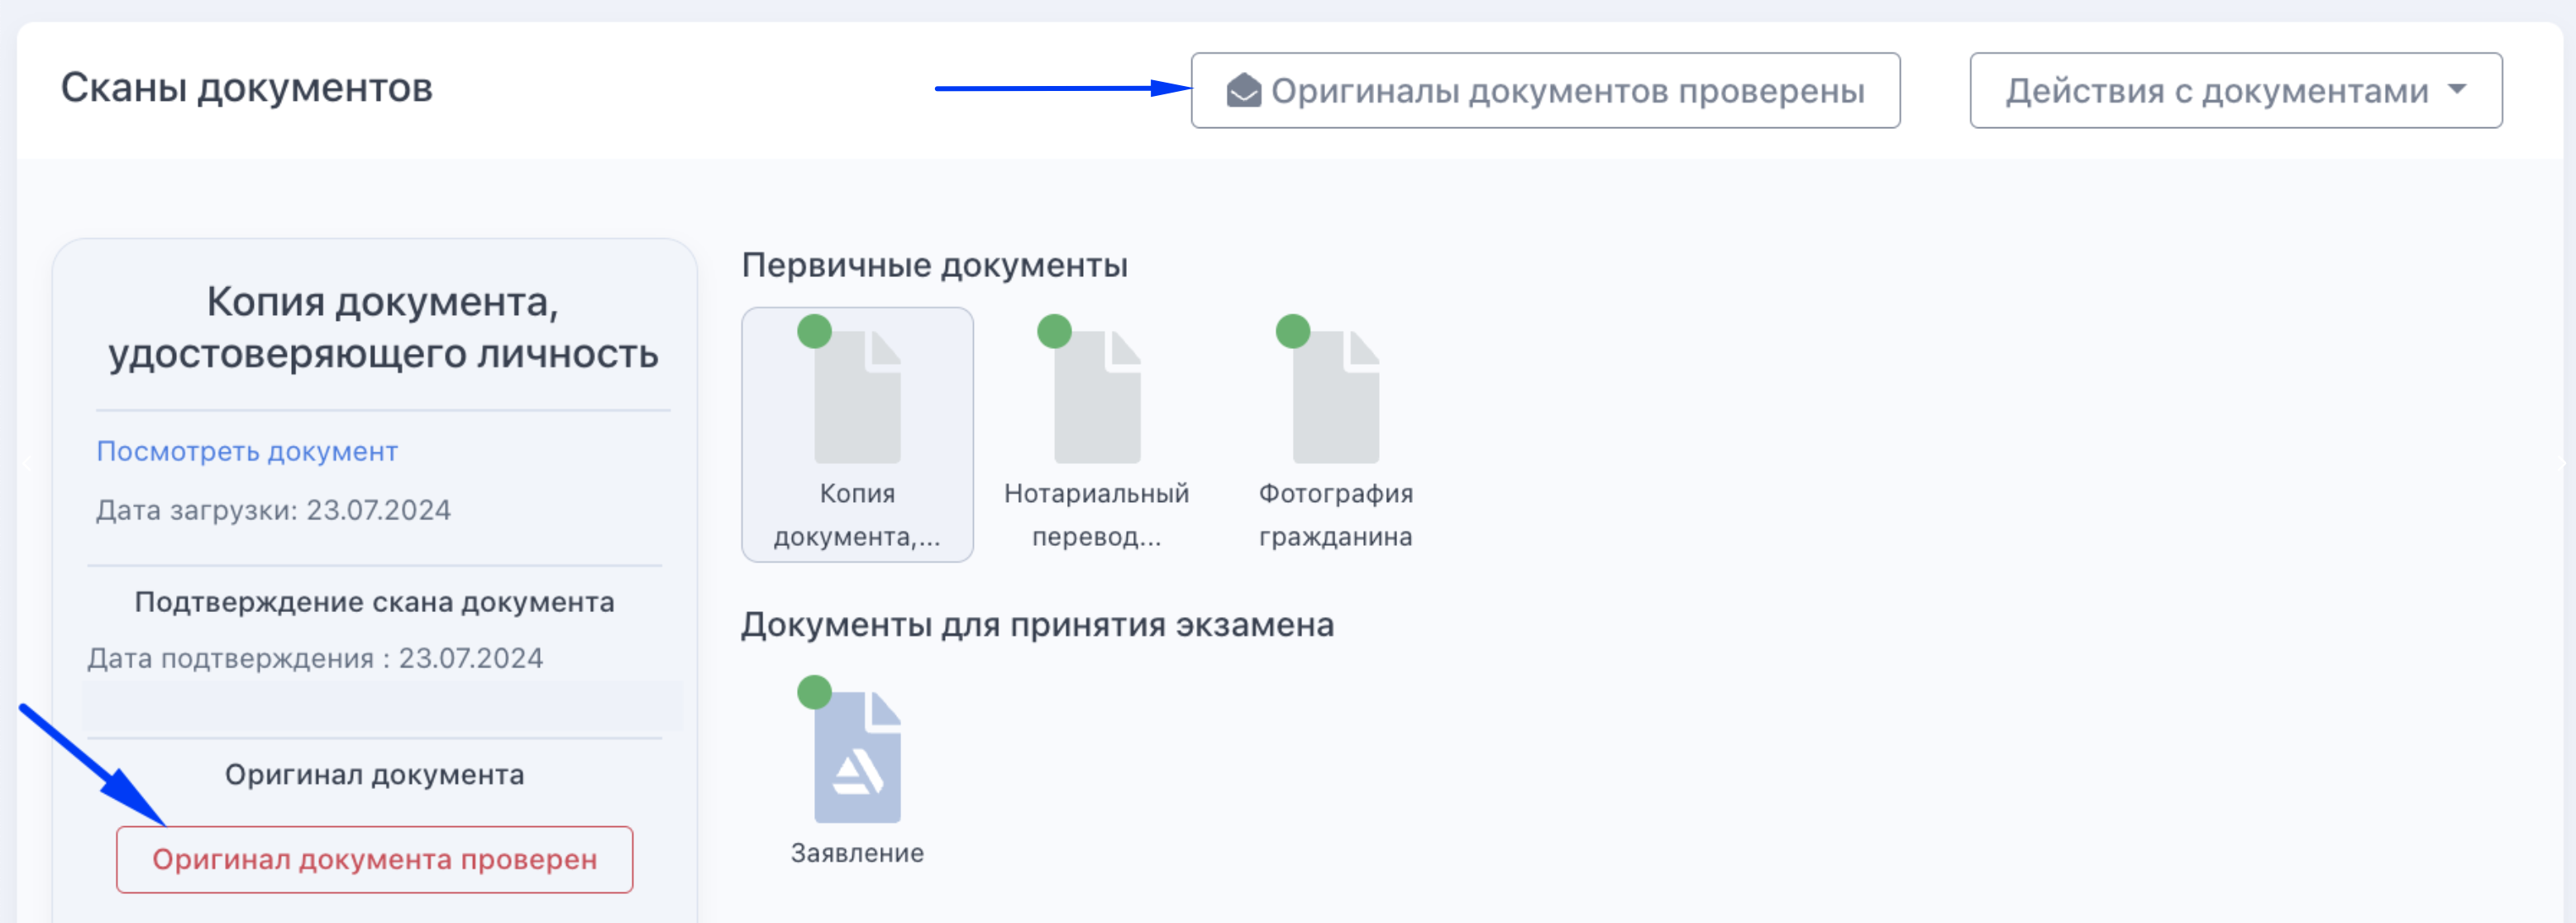 Сканы документов
Оригиналы документов проверены
Действия с документами
Копия документа,
удостоверяющего личность
Посмотреть документ
Дата загрузки: 23.07.2024
Подтверждение скана документа
Дата подтверждения : 23.07.2024
Оригинал документа
Оригинал документа проверен
Первичные документы
Копия
документа,...
Нотариальный
перевод...
Фотография
гражданина
Документы для принятия экзамена
Заявление